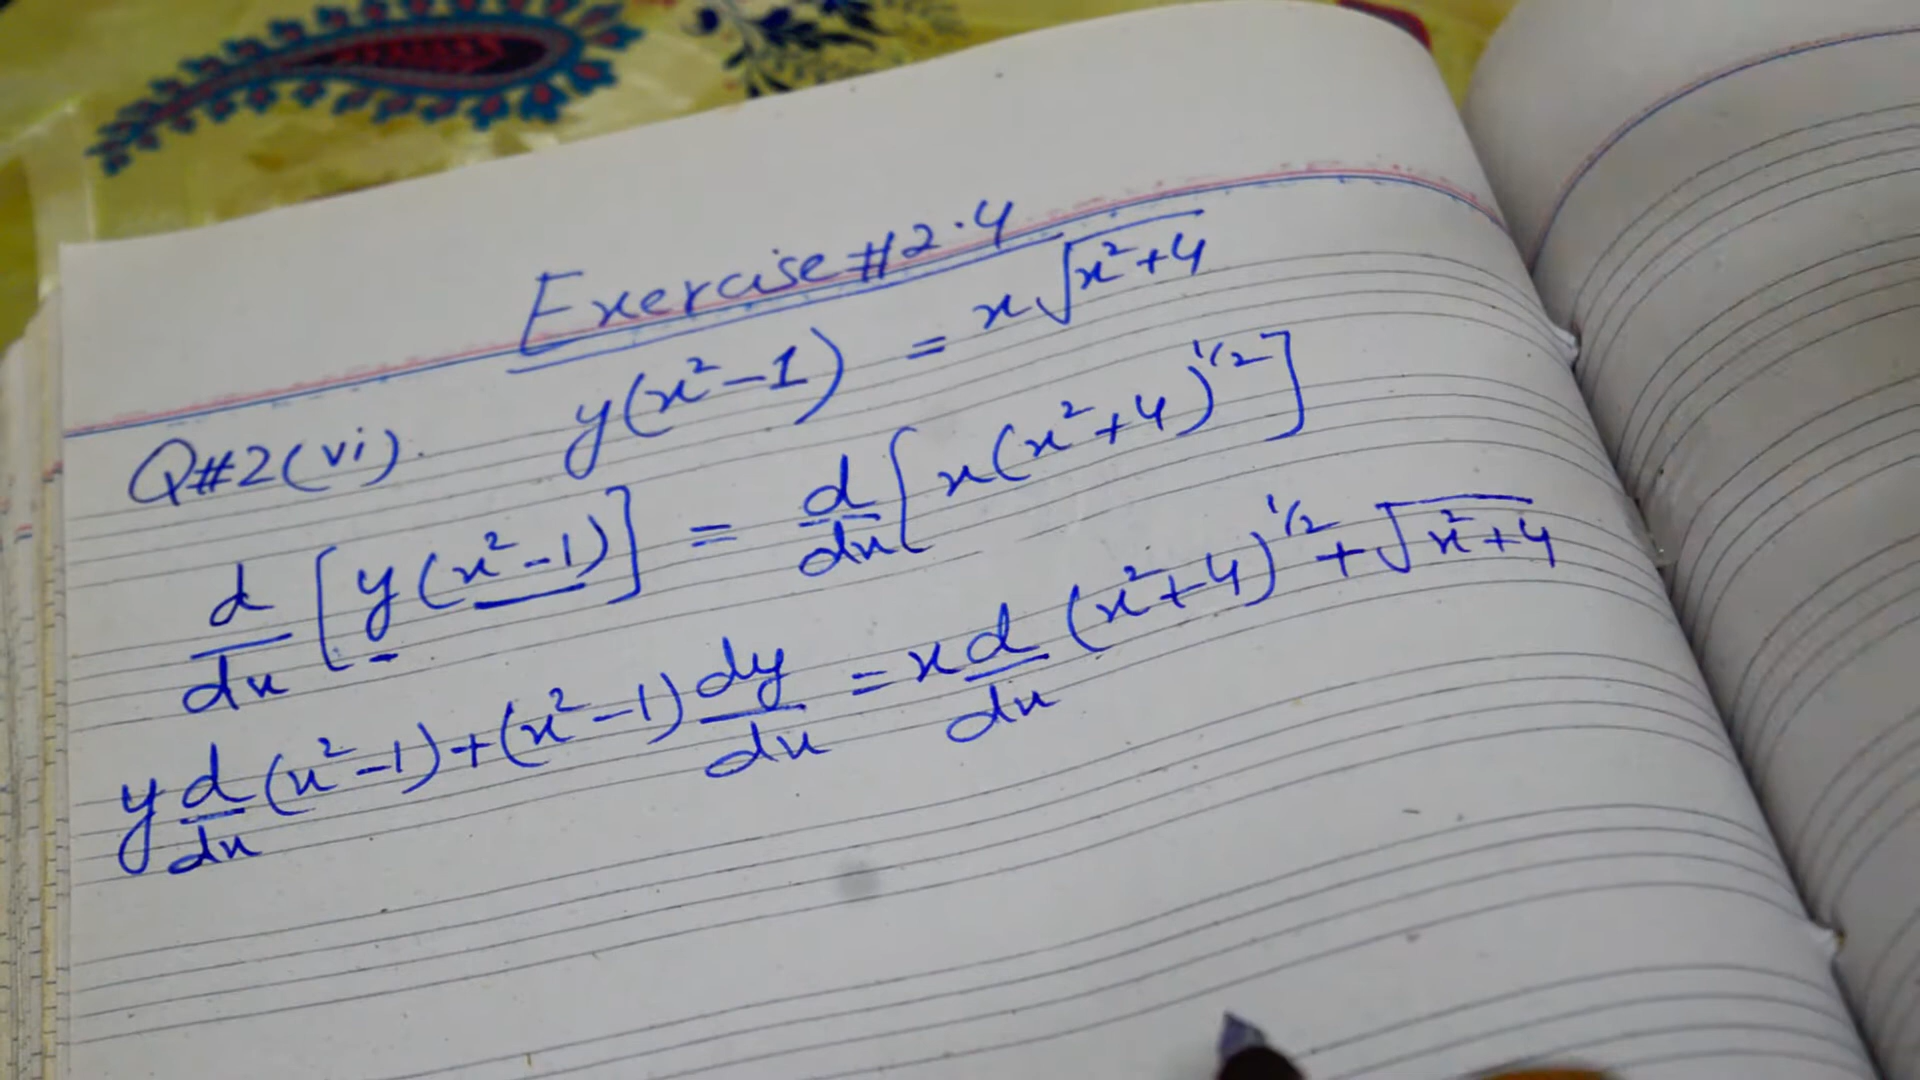 Exercise #2.4
Q#2(vi). y(x²-1) = x√(x²+4)
d/dx [y(x²-1)] = d/dx [x(x²+4)^1/2]
y d/dx (x²-1) + (x²-1) dy/dx = x d/dx (x²+4)^1/2 + √(x²+4)